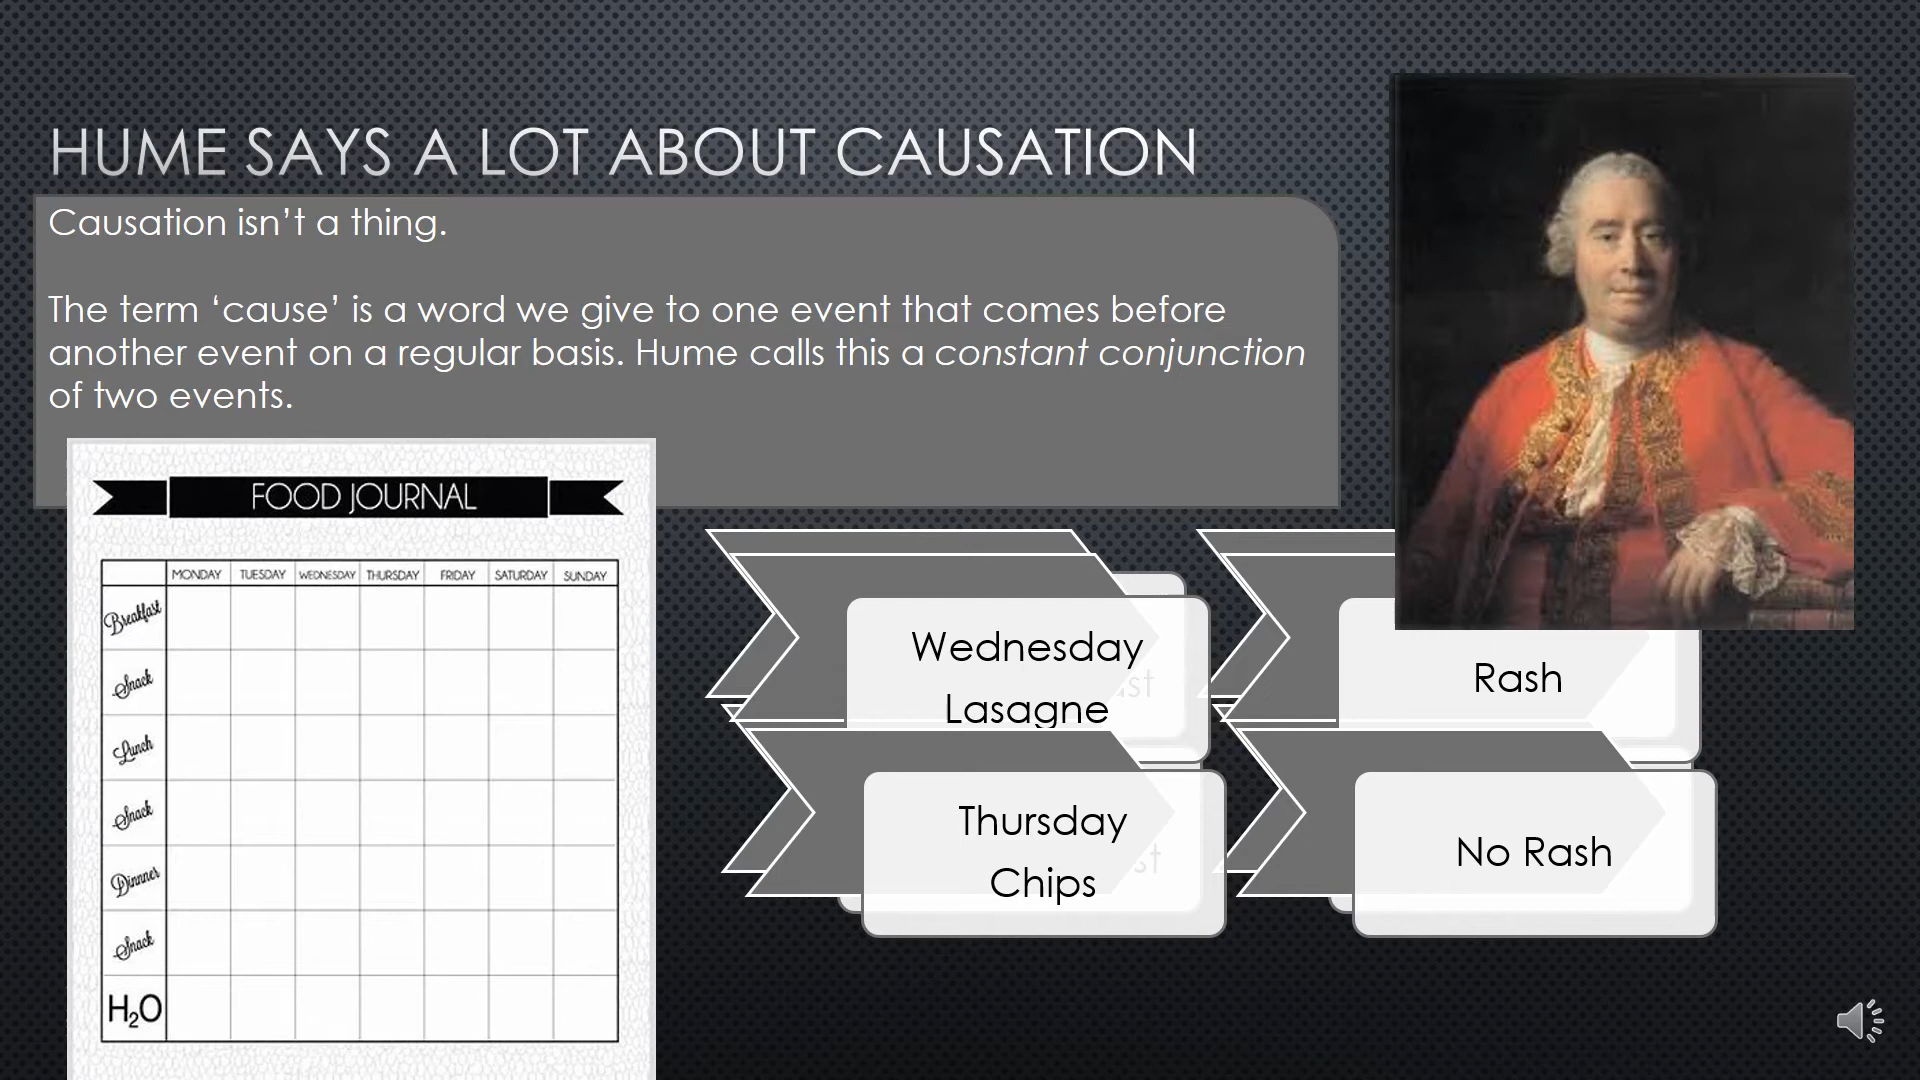 HUME SAYS A LOT ABOUT CAUSATION
Causation isn’t a thing.
The term ‘cause’ is a word we give to one event that comes before
another event on a regular basis. Hume calls this a constant conjunction
of two events.
FOOD JOURNAL
MONDAY TUESDAY WEDNESDAY THURSDAY FRIDAY SATURDAY SUNDAY
Breakfast
Snack
Lunch
Snack
Dinnner
Snack
H₂O
Wednesday
Lasagne
Rash
Thursday
Chips
No Rash